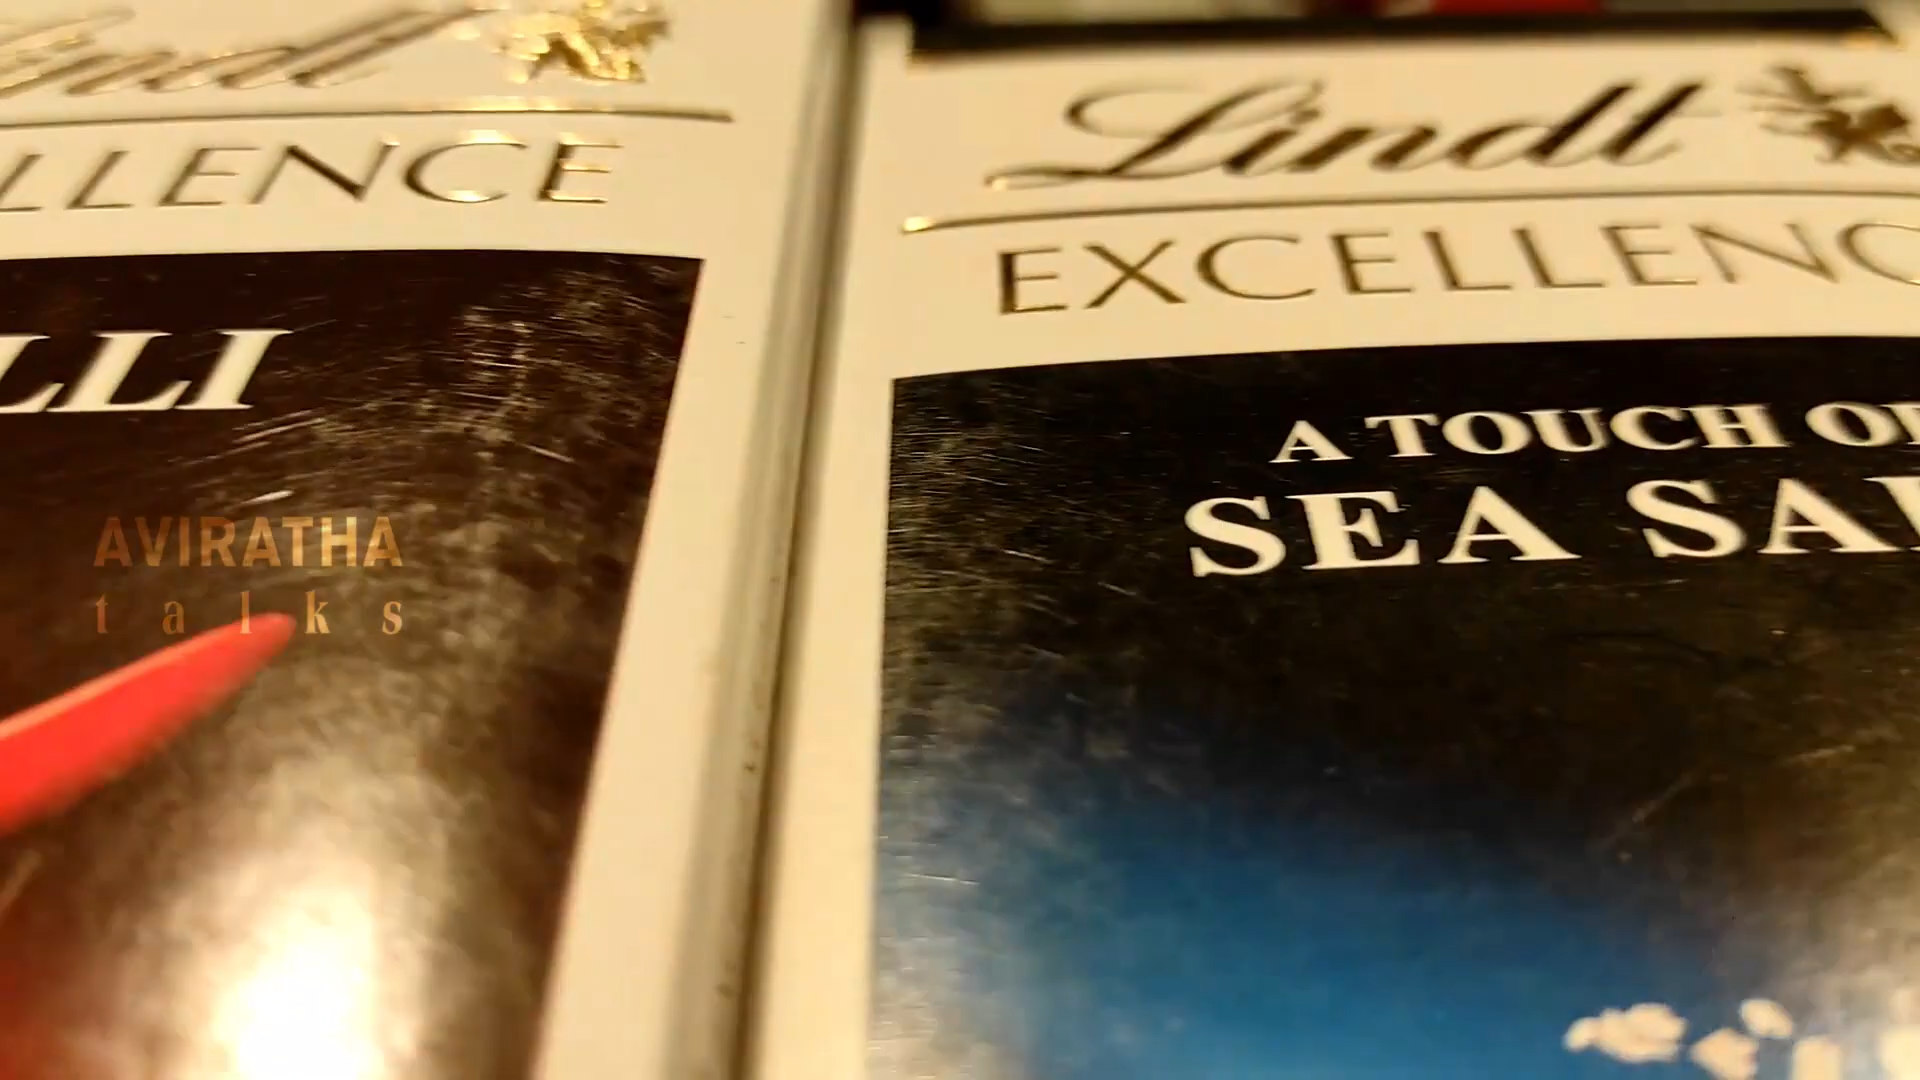 Lindt
LLENCE
LLI
AVIRATHA
talks
Lindt
EXCELLENC
A TOUCH OF
SEA SAL